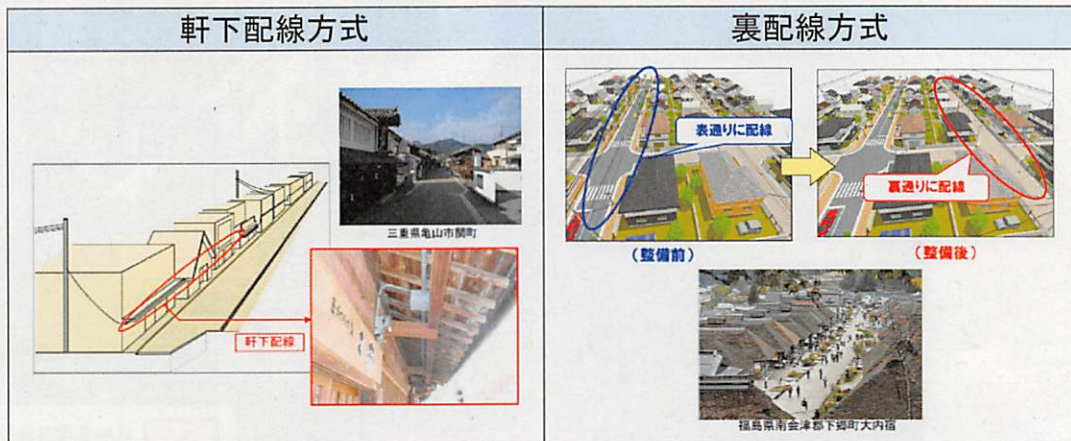 軒下配線方式
裏配線方式
三重県亀山市関町
軒下配線
表通りに配線
裏通りに配線
(整備前)
(整備後)
福島県南会津郡下郷町大内宿